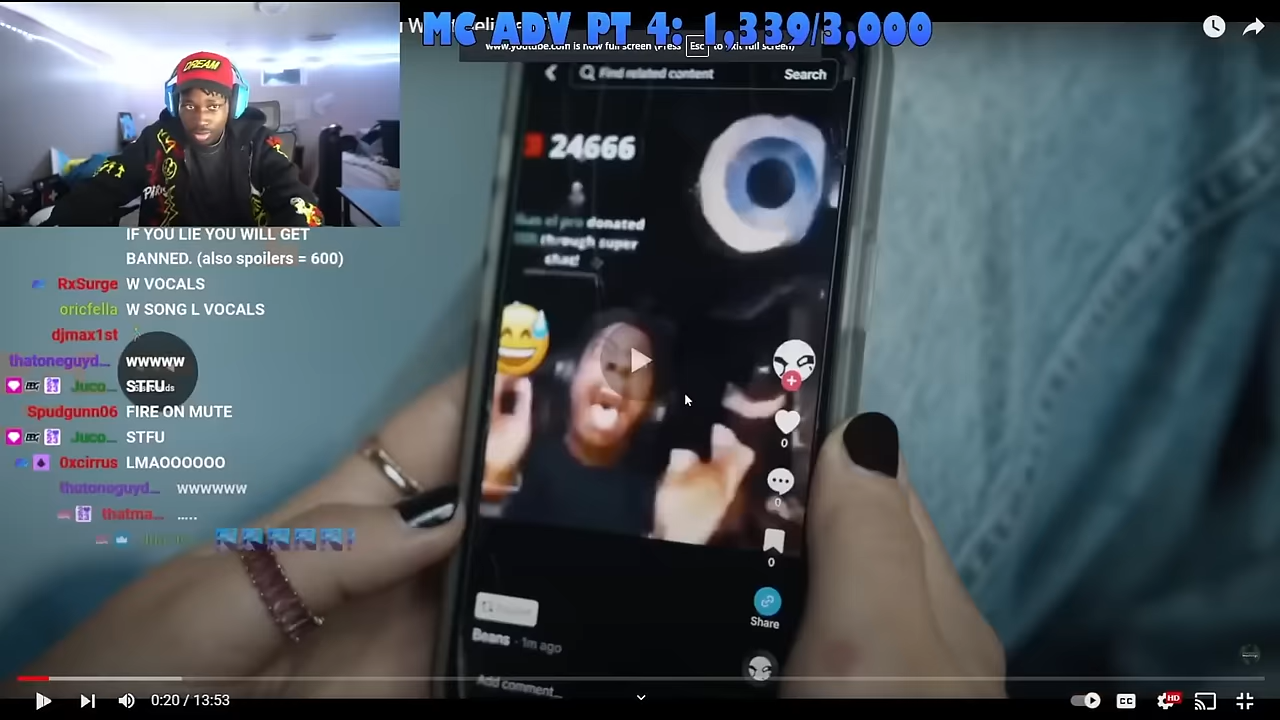 MC ADV PT 4: 1,339/3,000
www.youtube.com is now full screen (Press Esc to exit full screen)
DREAM
Find related content
Search
24666
donated
through super
chat!
IF YOU LIE YOU WILL GET
BANNED. (also spoilers = 600)
RxSurge W VOCALS
oricfella W SONG L VOCALS
djmax1st
thatoneguyd... wwwww
Juco... STFU
Spudgunn06 FIRE ON MUTE
Juco... STFU
0xcirrus LMAOOOOOO
thatoneguyd... wwwwww
thatma... .....
0
0
0
Share
Beans · 1m ago
Add comment...
0:20 / 13:53
CC
HD